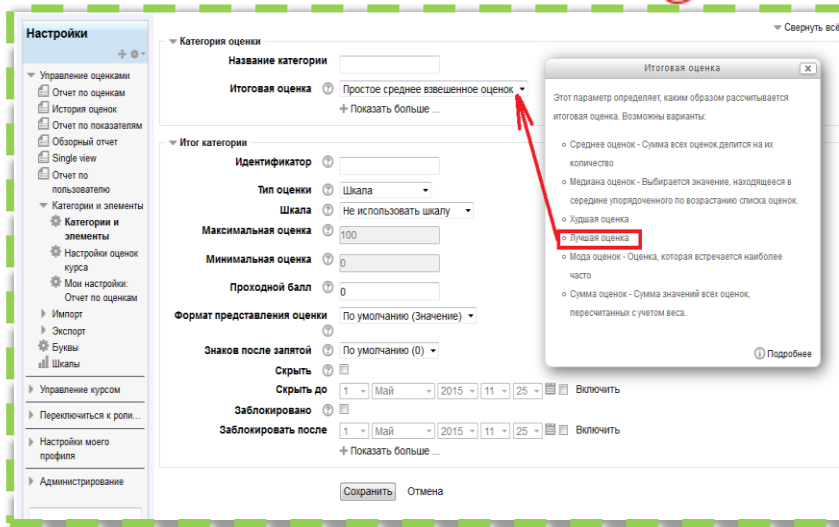 Свернуть всё
Настройки
Управление оценками
Отчет по оценкам
История оценок
Отчет по показателям
Обзорный отчет
Single view
Отчет по
пользователю
Категории и элементы
Категории и
элементы
Настройки оценок
курса
Мои настройки:
Отчет по оценкам
Импорт
Экспорт
Буквы
Шкалы
Управление курсом
Переключиться к роли...
Настройки моего
профиля
Администрирование
Категория оценки
Название категории
Итоговая оценка Простое среднее взвешенное оценок
Показать больше ...
Итог категории
Идентификатор
Тип оценки Шкала
Шкала Не использовать шкалу
Максимальная оценка 100
Минимальная оценка 0
Проходной балл 0
Формат представления оценки По умолчанию (Значение)
Знаков после запятой По умолчанию (0)
Скрыть
Скрыть до 1 Май 2015 11 25 Включить
Заблокировано
Заблокировать после 1 Май 2015 11 25 Включить
Показать больше ...
Сохранить Отмена
Итоговая оценка x
Этот параметр определяет, каким образом рассчитывается
итоговая оценка. Возможны варианты:
Среднее оценок - Сумма всех оценок делится на их
количество
Медиана оценок - Выбирается значение, находящееся в
середине упорядоченного по возрастанию списка оценок.
Худшая оценка
Лучшая оценка
Мода оценок - Оценка, которая встречается наиболее
часто
Сумма оценок - Сумма значений всех оценок,
пересчитанных с учетом веса.
Подробнее